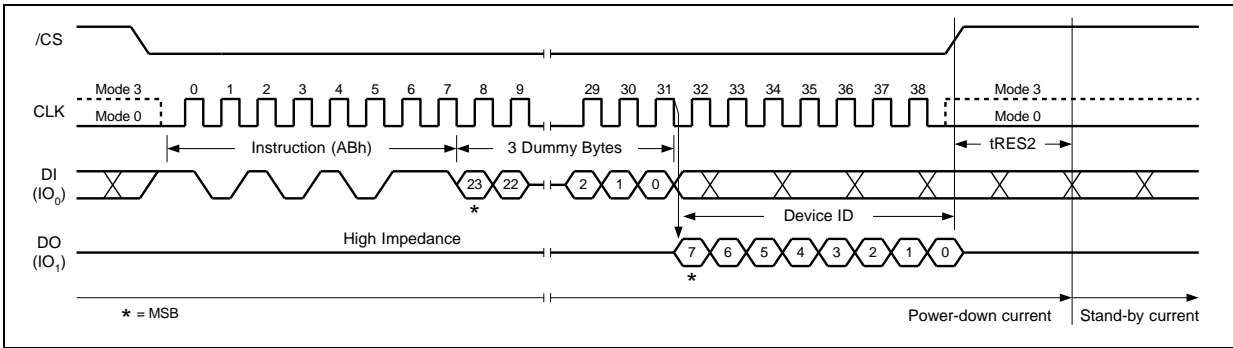 /CS
Mode 3 0 1 2 3 4 5 6 7 8 9 29 30 31 32 33 34 35 36 37 38 Mode 3
CLK
Mode 0 Mode 0
Instruction (ABh) 3 Dummy Bytes tRES2
DI
(IO0)
23 22 2 1 0
*
Device ID
High Impedance
DO
(IO1)
7 6 5 4 3 2 1 0
*
* = MSB
Power-down current Stand-by current